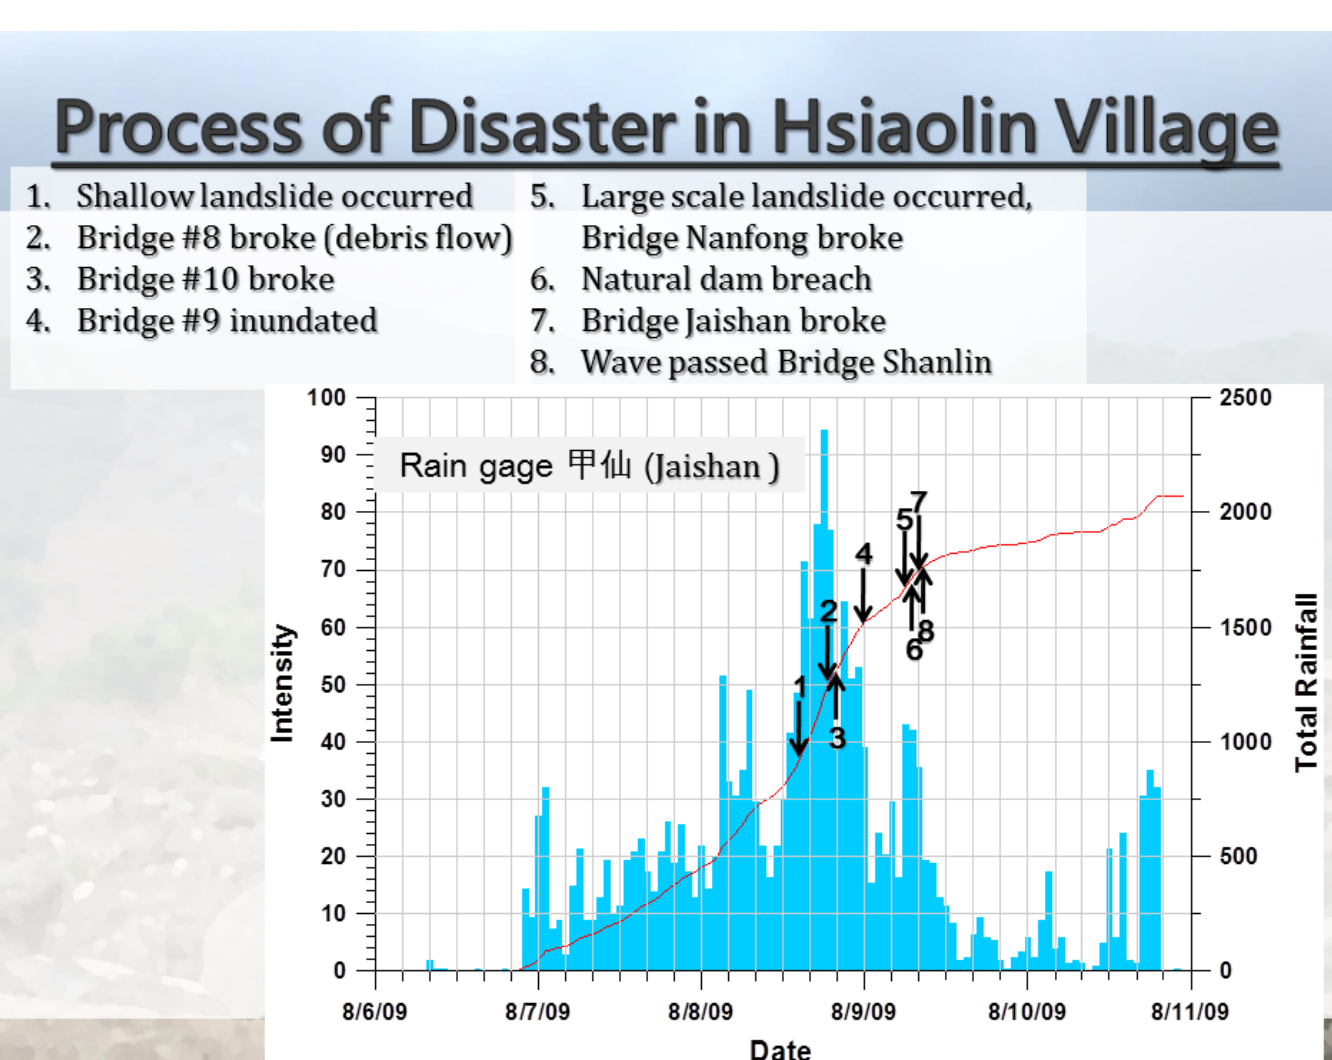 Process of Disaster in Hsiaolin Village
1. Shallow landslide occurred
2. Bridge #8 broke (debris flow)
3. Bridge #10 broke
4. Bridge #9 inundated
5. Large scale landslide occurred,
Bridge Nanfong broke
6. Natural dam breach
7. Bridge Jaishan broke
8. Wave passed Bridge Shanlin
Rain gage 甲仙 (Jaishan )
Intensity
100
90
80
70
60
50
40
30
20
10
0
1
2
3
4
5
7
6
8
2500
2000
1500
1000
500
0
Total Rainfall
8/6/09 8/7/09 8/8/09 8/9/09 8/10/09 8/11/09
Date